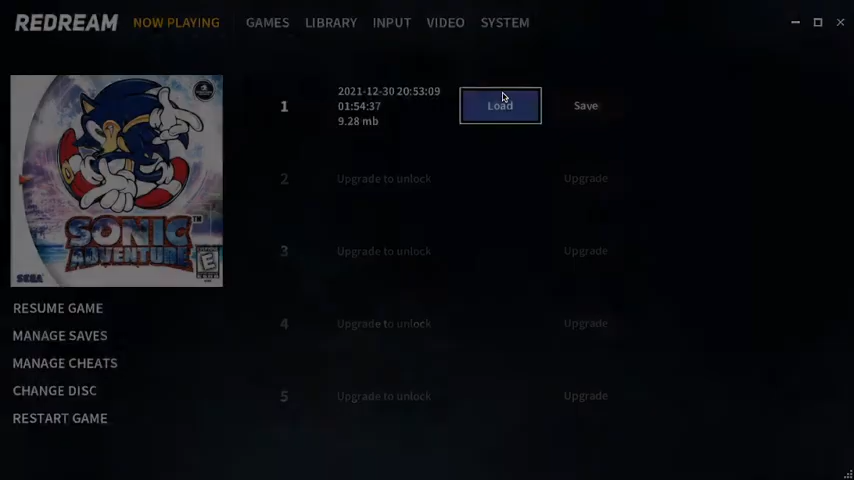 REDREAM NOW PLAYING GAMES LIBRARY INPUT VIDEO SYSTEM
SONIC
ADVENTURE
TM
SEGA
E
RESUME GAME
MANAGE SAVES
MANAGE CHEATS
CHANGE DISC
RESTART GAME
1
2021-12-30 20:53:09
01:54:37
9.28 mb
Load Save
2 Upgrade to unlock Upgrade
3 Upgrade to unlock Upgrade
4 Upgrade to unlock Upgrade
5 Upgrade to unlock Upgrade